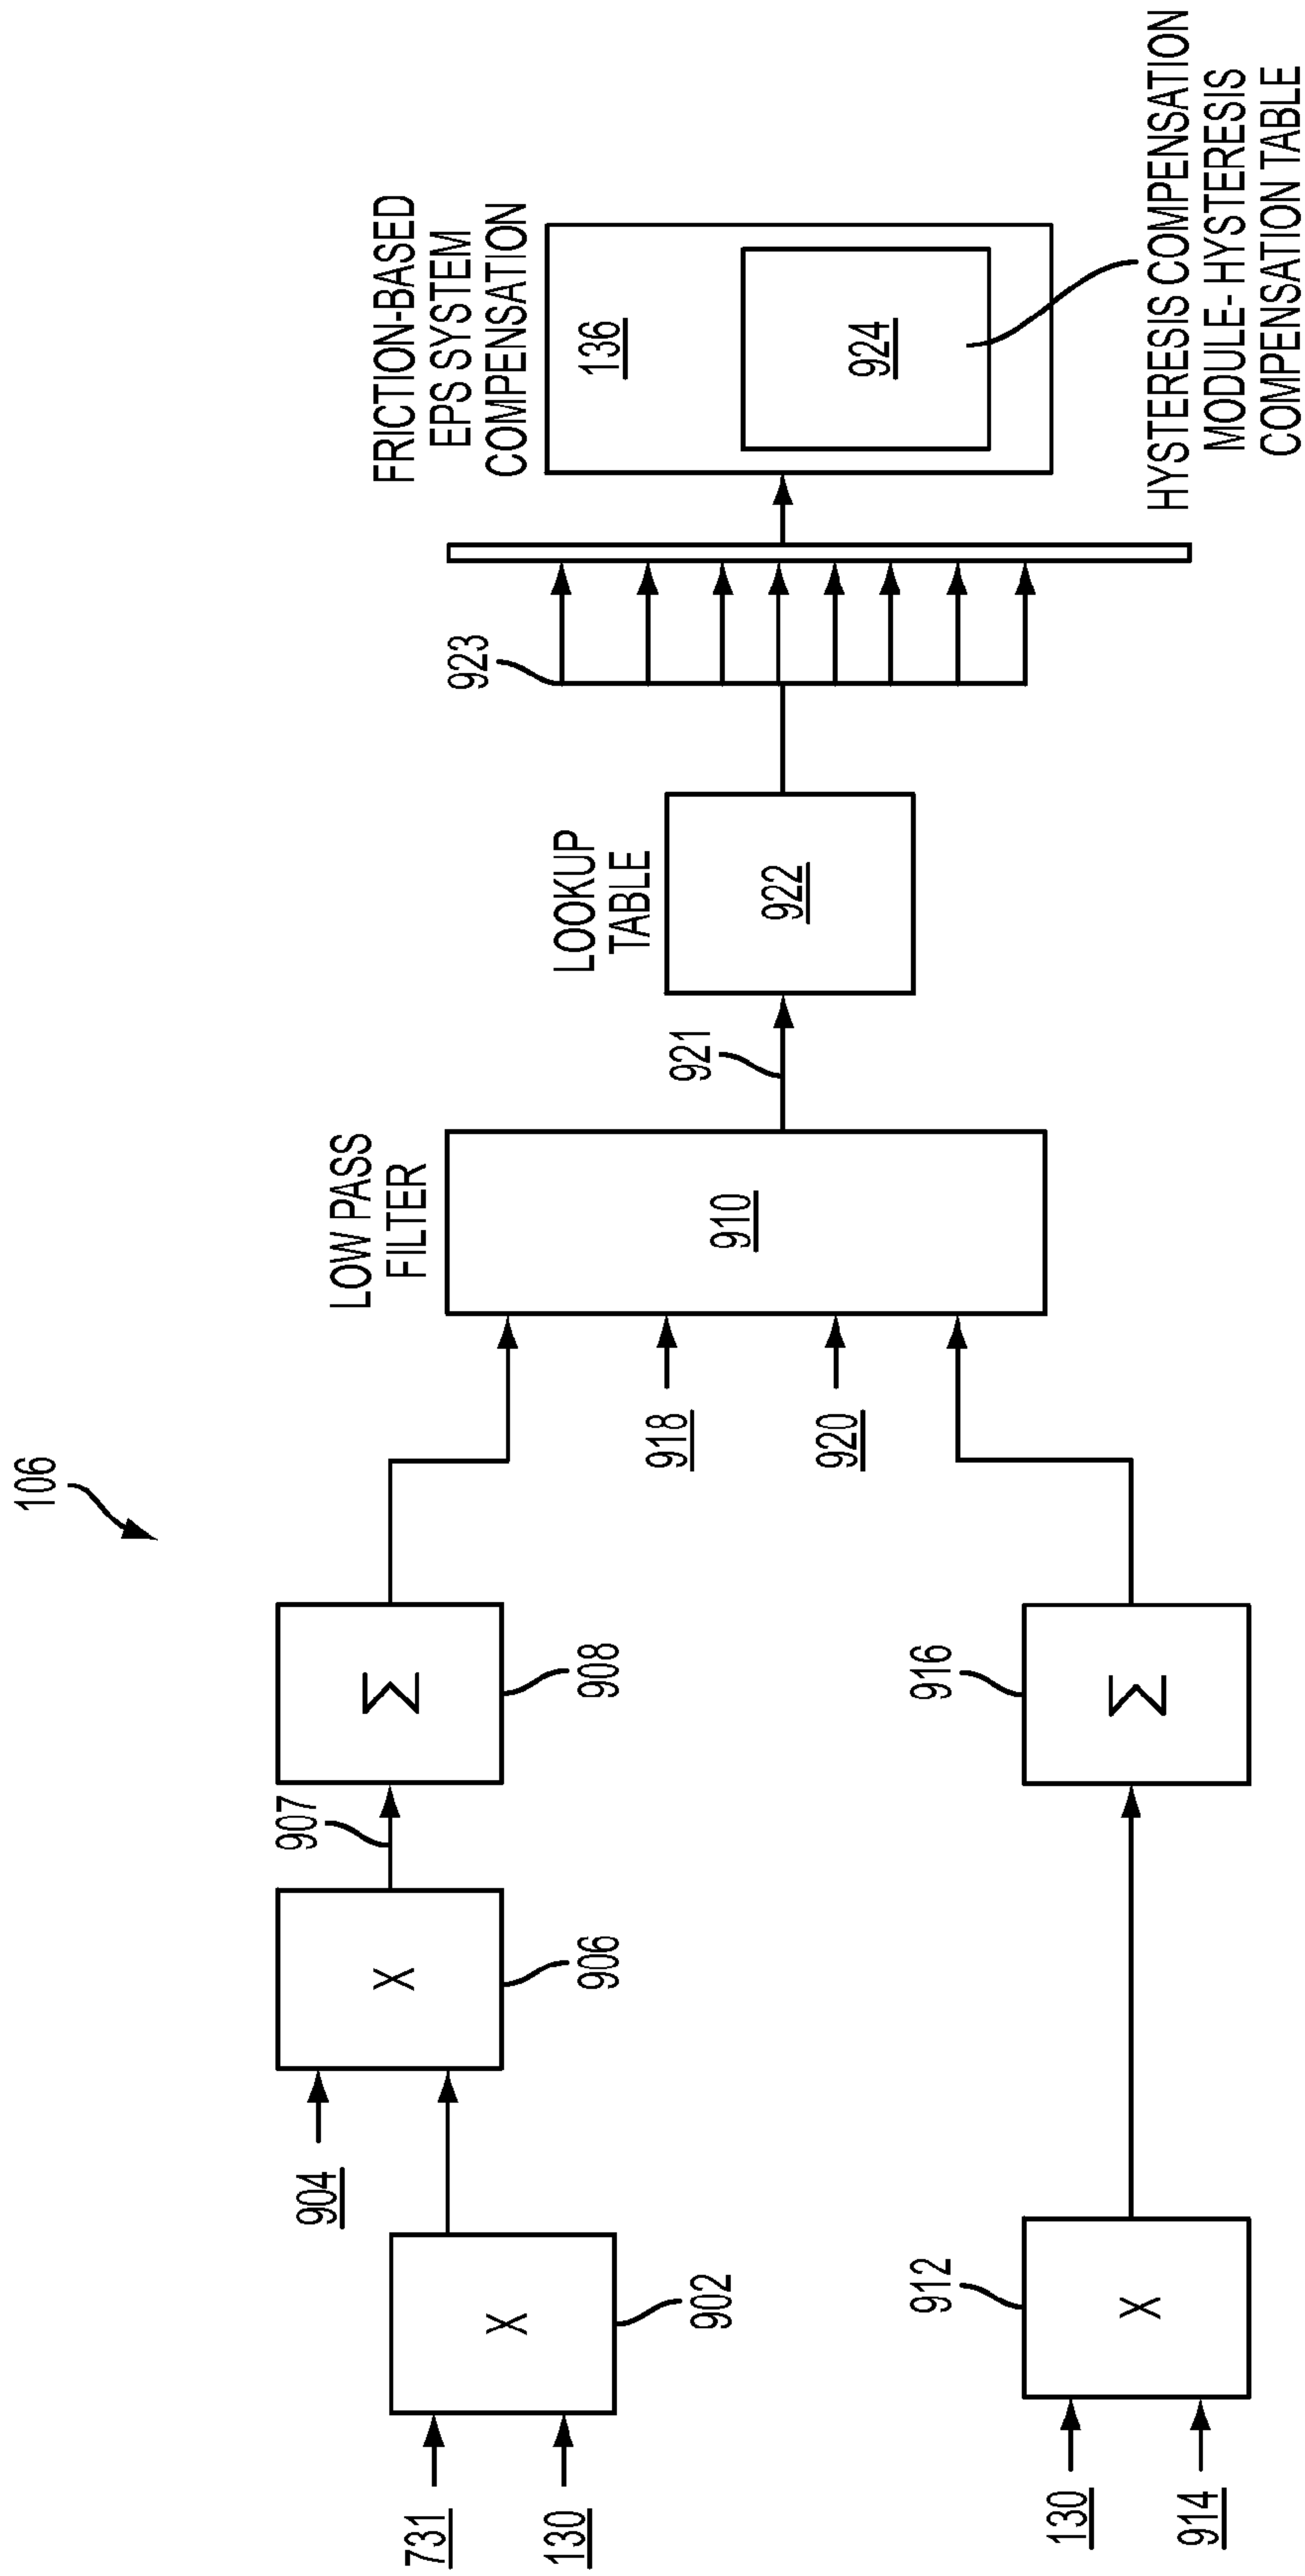 106
731
130
X
902
904
X
906
907
Σ
908
130
914
X
912
Σ
916
LOW PASS
FILTER
910
918
920
921
LOOKUP
TABLE
922
923
FRICTION-BASED
EPS SYSTEM
COMPENSATION
136
924
HYSTERESIS COMPENSATION
MODULE- HYSTERESIS
COMPENSATION TABLE